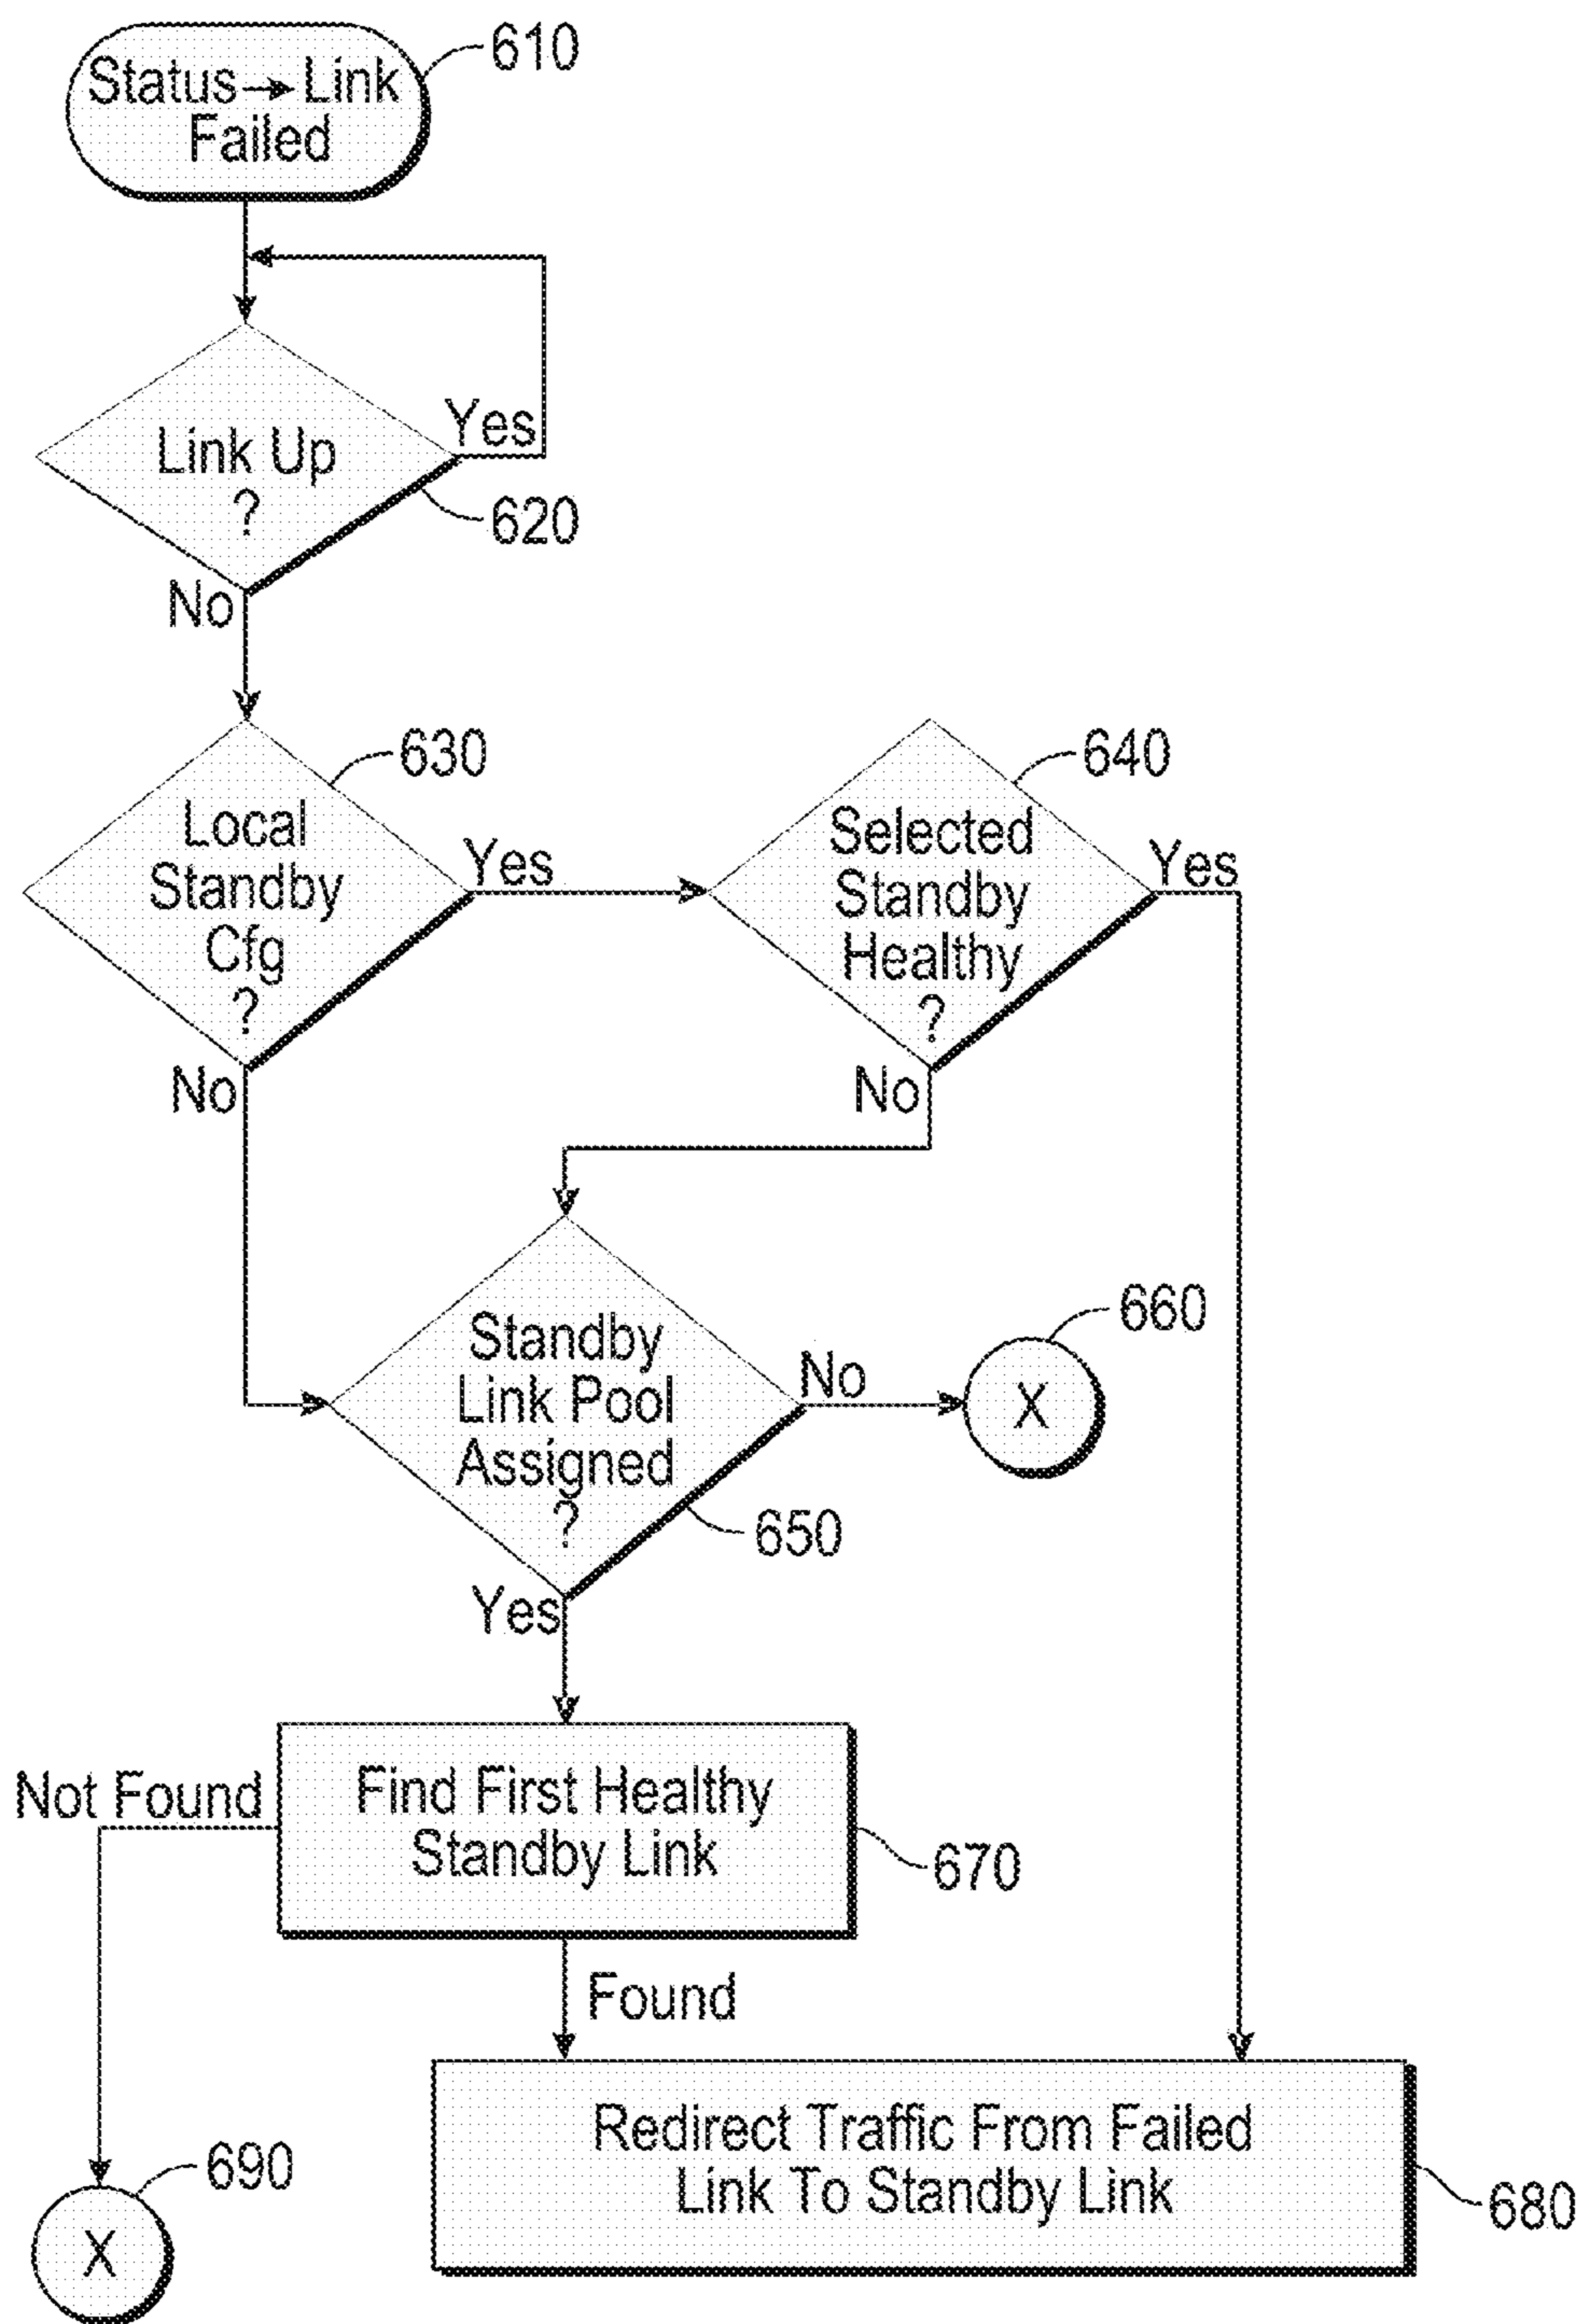 Status → Link
Failed
610
Link Up
?
Yes
620
No
Local
Standby
Cfg
?
630
Yes
No
Selected
Standby
Healthy
?
640
Yes
No
Standby
Link Pool
Assigned
?
650
No
660
X
Yes
Find First Healthy
Standby Link
670
Not Found
Found
Redirect Traffic From Failed
Link To Standby Link
680
690
X